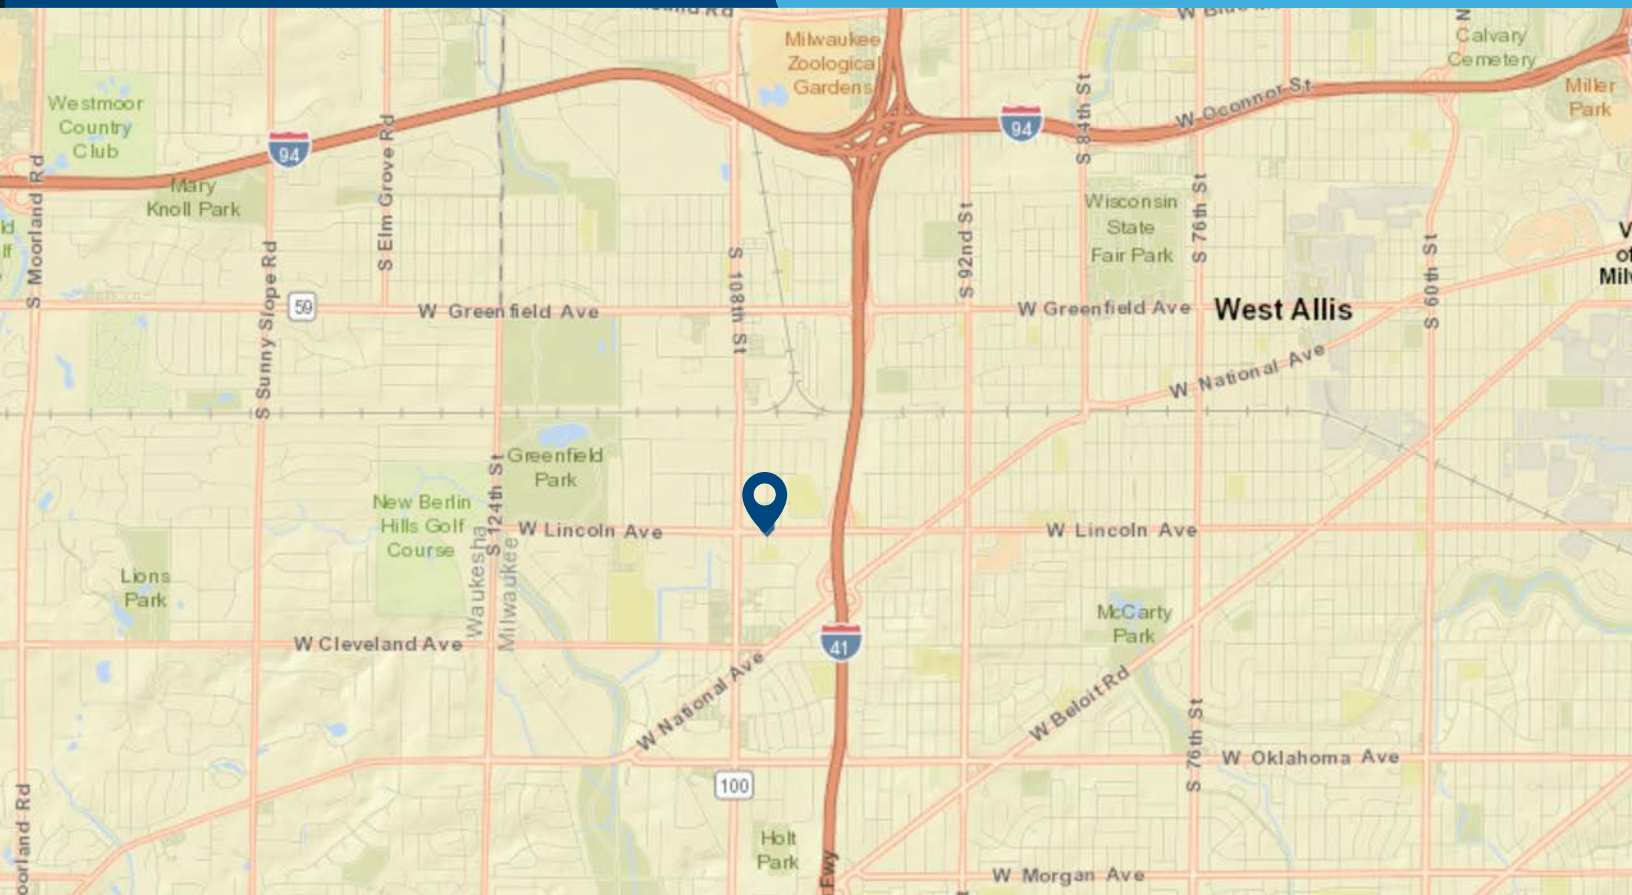 Milwaukee
Zoological
Gardens
Calvary
Cemetery
Miller
Park
W Oconnor St
S 84th St
94
94
Westmoor
Country
Club
S Elm Grove Rd
S Moorland Rd
Mary
Knoll Park
Wisconsin
State
Fair Park
S 76th St
S 92nd St
S 60th St
S Sunny Slope Rd
S 108th St
59
W Greenfield Ave
W Greenfield Ave
West Allis
W National Ave
Greenfield
Park
New Berlin
Hills Golf
Course
S 124th St
W Lincoln Ave
W Lincoln Ave
Waukesha
Milwaukee
Lions
Park
McCarty
Park
W Cleveland Ave
41
W National Ave
W Beloit Rd
S 76th St
W Oklahoma Ave
100
Holt
Park
Fwy
W Morgan Ave